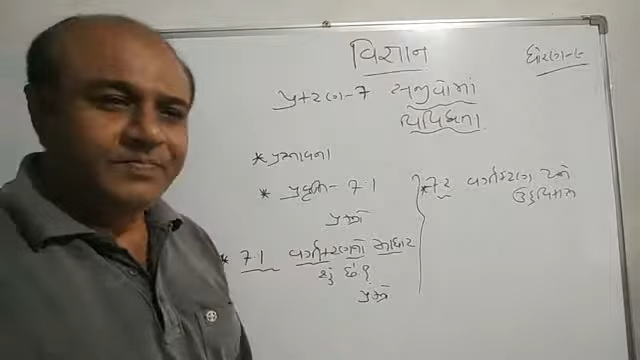 વિજ્ઞાન
ધોરણ-૯
પ્રકરણ-7 સજીવોમાં
વિવિધતા
* પ્રસ્તાવના
* પ્રવૃત્તિ - 7.1
પ્રશ્નો
* 7.1 વર્ગીકરણનો આધાર
શું છે ?
પ્રશ્નો
* 7.2 વર્ગીકરણ અને
ઉદ્દવિકાસ